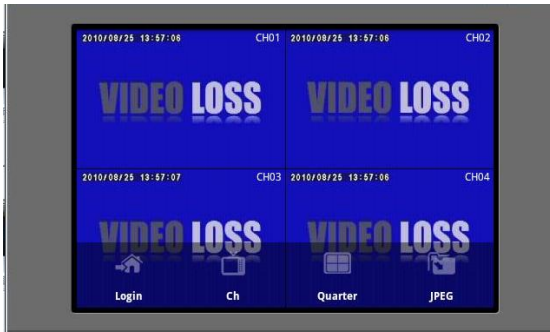 2010/08/25 13:57:06 CH01
VIDEO LOSS
2010/08/25 13:57:06 CH02
VIDEO LOSS
2010/08/25 13:57:07 CH03
VIDEO LOSS
2010/08/25 13:57:06 CH04
VIDEO LOSS
Login Ch Quarter JPEG